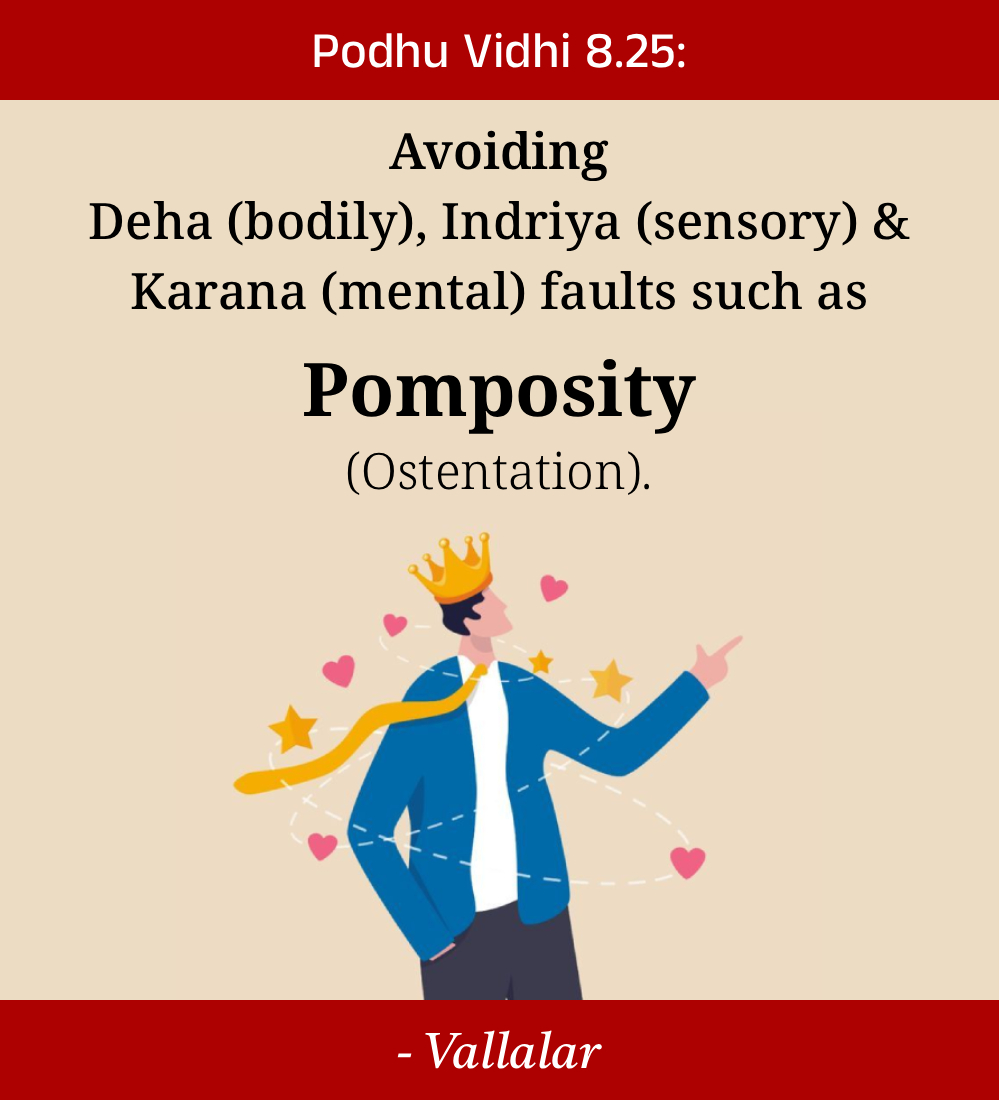 Podhu Vidhi 8.25:
Avoiding
Deha (bodily), Indriya (sensory) &
Karana (mental) faults such as
Pomposity
(Ostentation).
- Vallalar